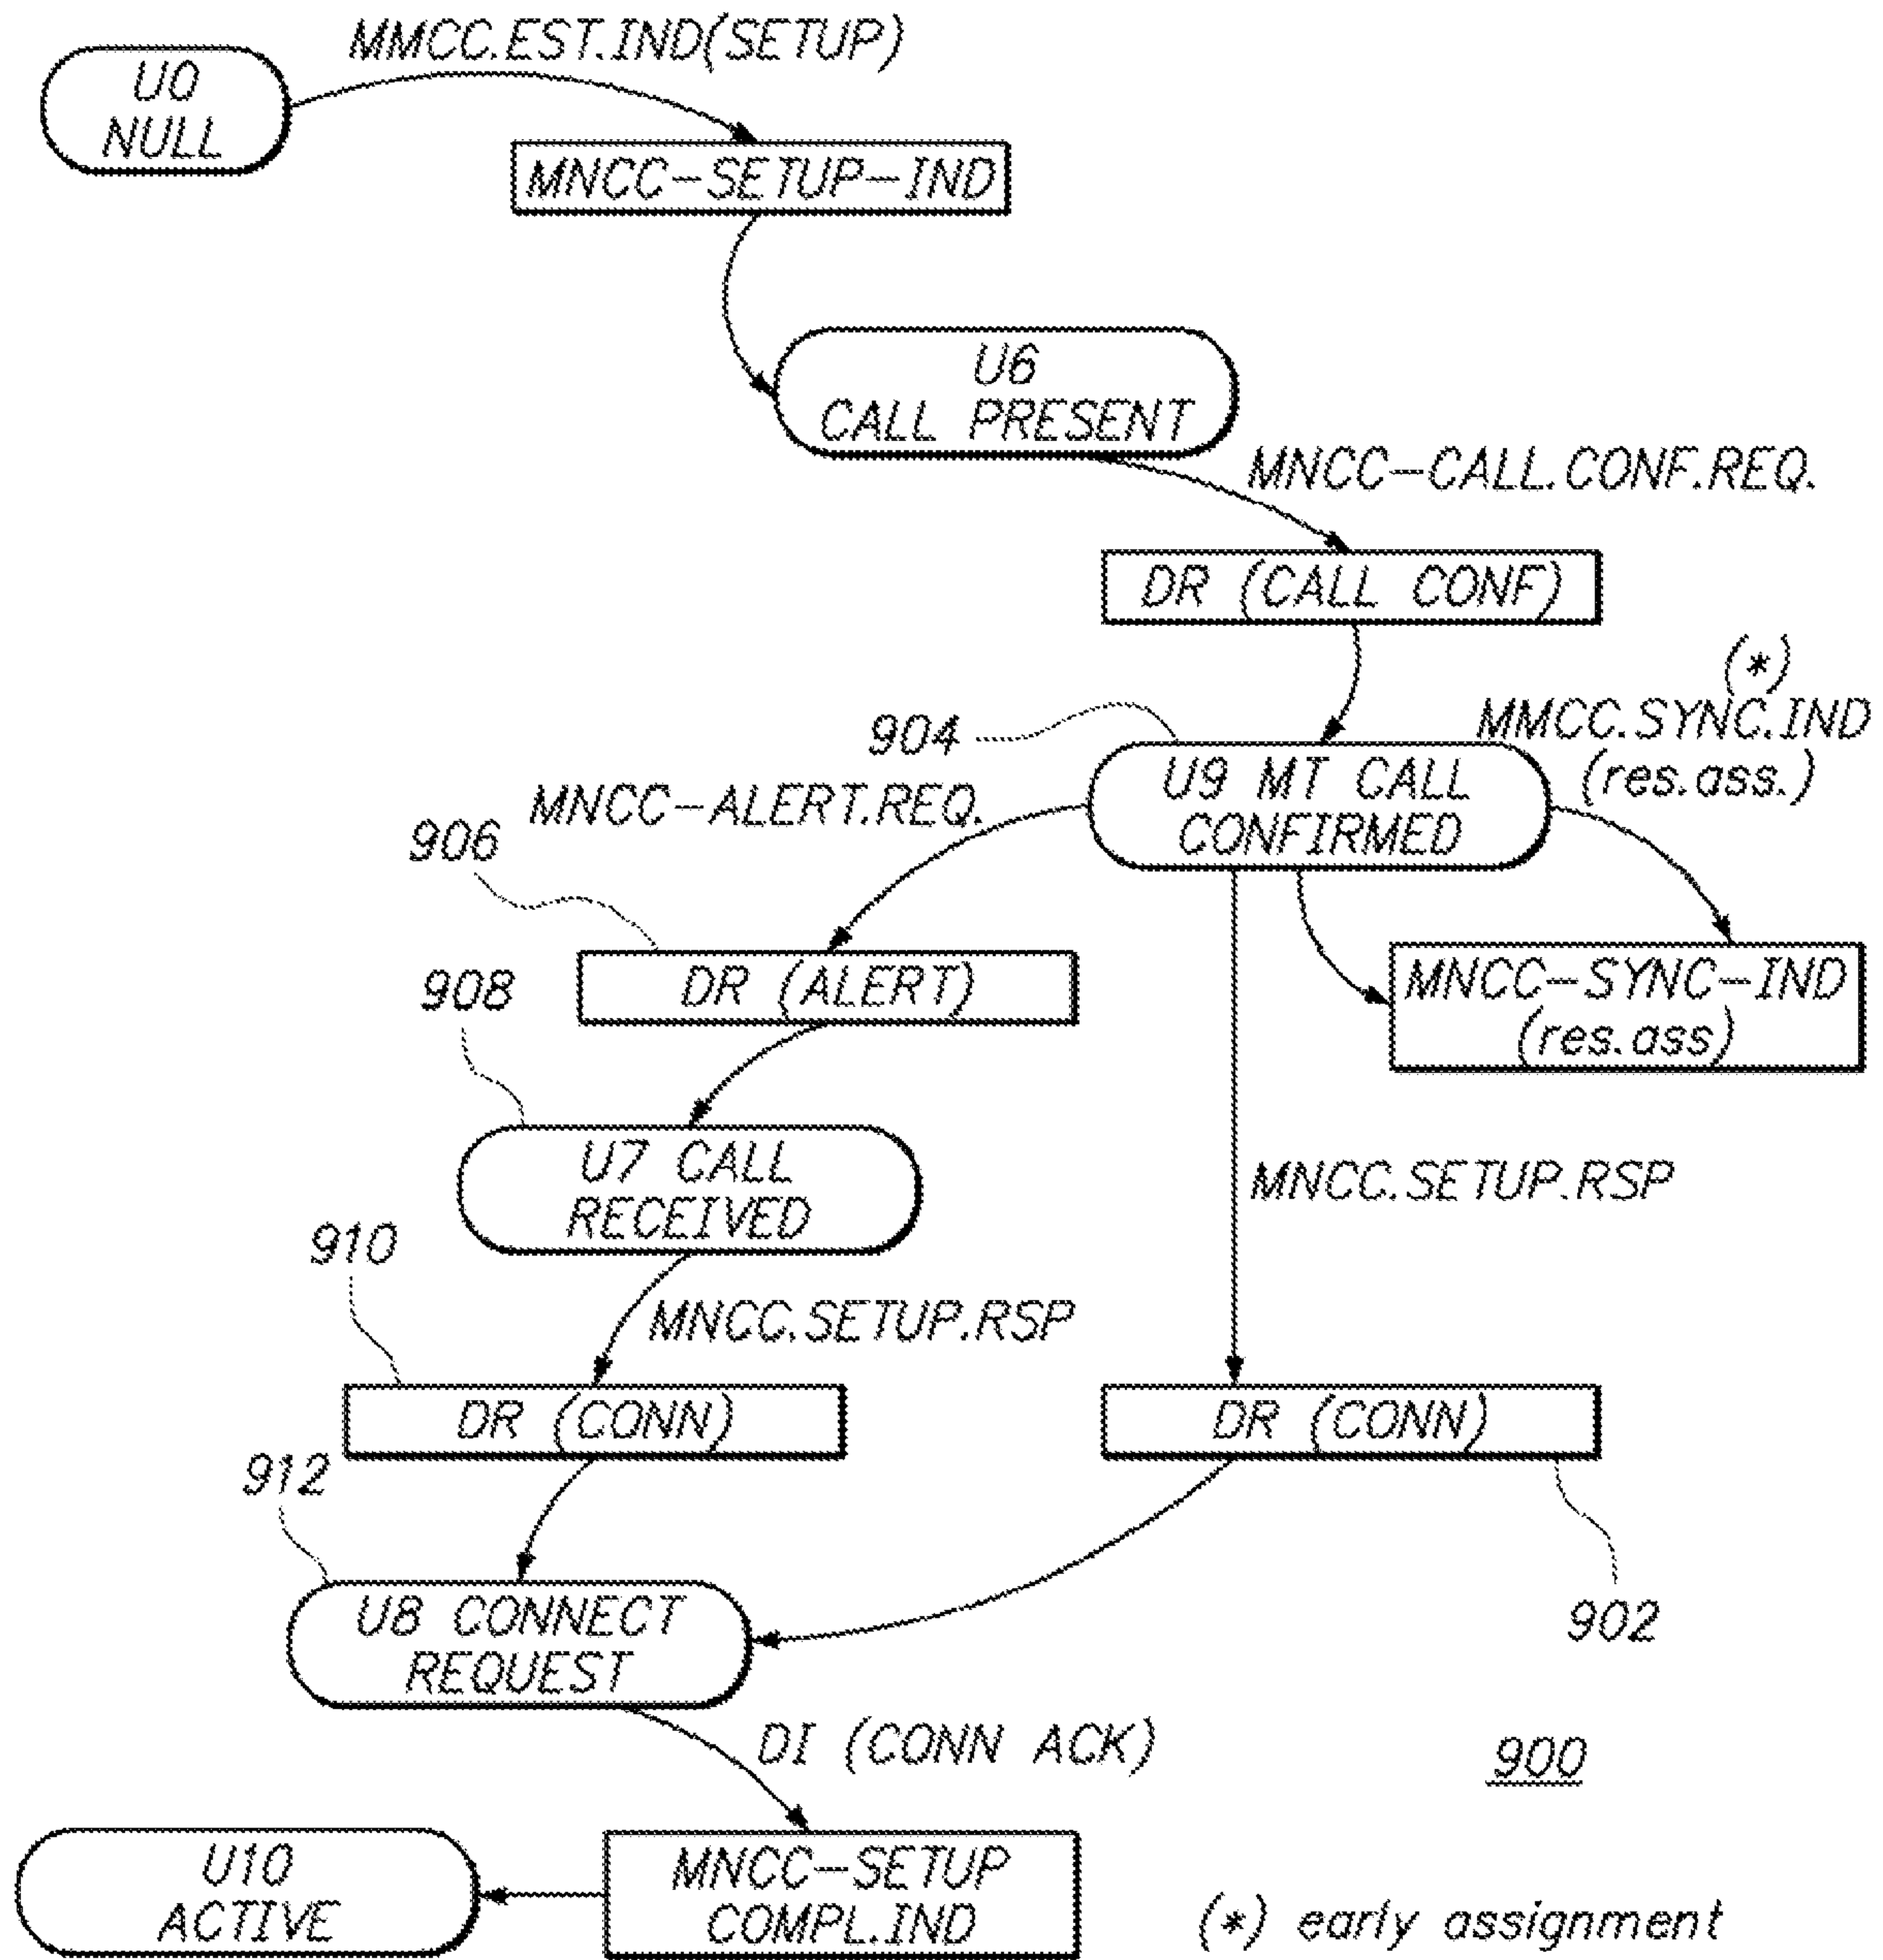 MMCC.EST.IND(SETUP)
U0
NULL
MNCC-SETUP-IND
U6
CALL PRESENT
MNCC-CALL.CONF.REQ.
DR (CALL CONF)
(*)
MMCC.SYNC.IND
(res.ass.)
904
U9 MT CALL
CONFIRMED
MNCC-ALERT.REQ.
906
DR (ALERT)
MNCC-SYNC-IND
(res.ass)
908
U7 CALL
RECEIVED
MNCC.SETUP.RSP
910
MNCC.SETUP.RSP
DR (CONN)
DR (CONN)
912
U8 CONNECT
REQUEST
902
DI (CONN ACK)
900
U10
ACTIVE
MNCC-SETUP
COMPL.IND
(*) early assignment